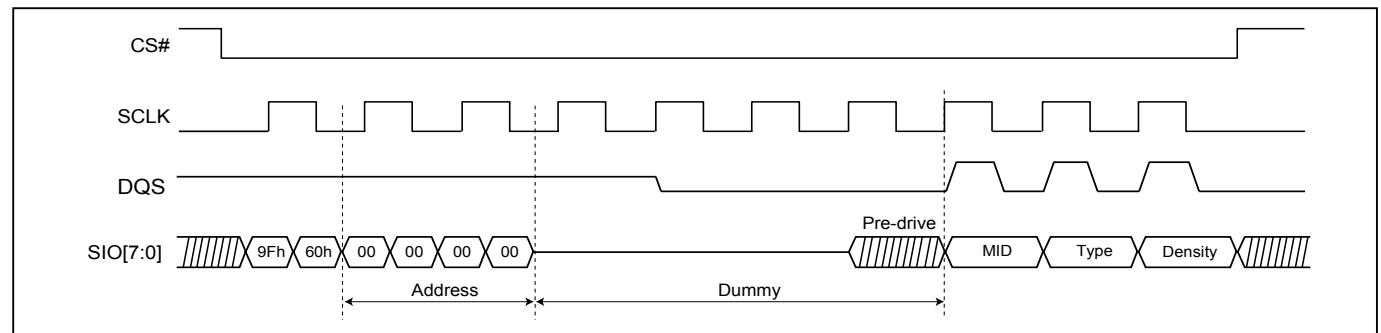 CS#
SCLK
DQS
Pre-drive
SIO[7:0] 9Fh 60h 00 00 00 00 MID Type Density
Address Dummy